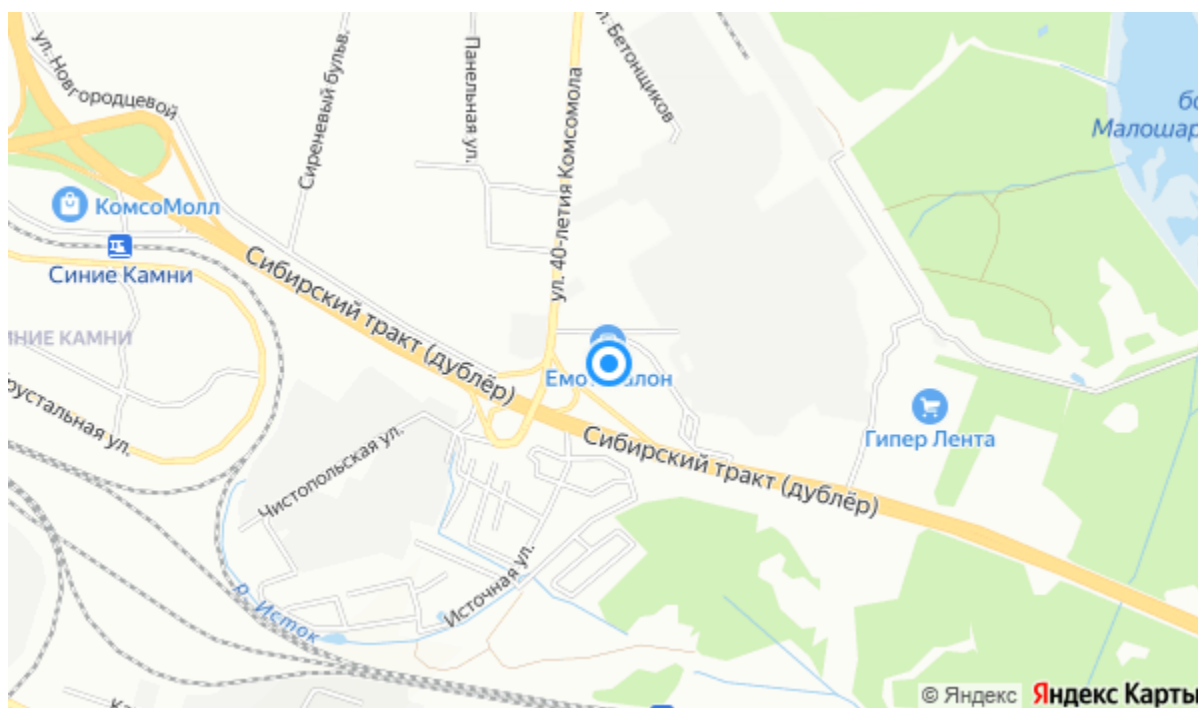 ул. Новгородцевой
Сиреневый бульв.
Панельная ул.
ул. 40-летия Комсомола
ул. Бетонщиков
Малошар
КомсоМолл
Синие Камни
Сибирский тракт (дублёр)
ИНИЕ КАМНИ
рустальная ул.
Гипер Лента
Сибирский тракт (дублёр)
Чистопольская ул.
Источная ул.
р. Исток
© Яндекс Яндекс Карты